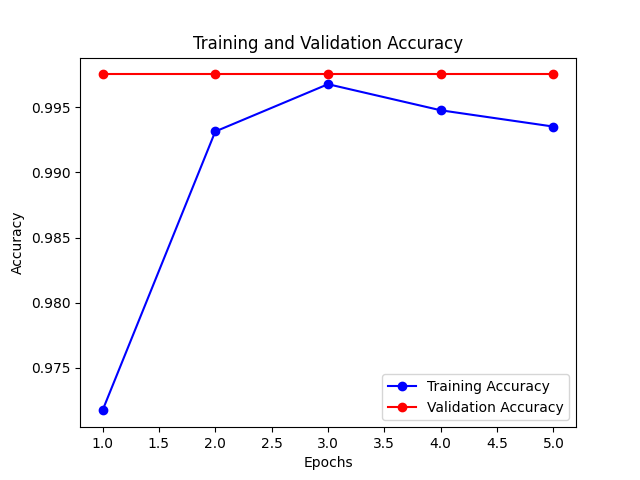 Training and Validation Accuracy
Accuracy
0.995
0.990
0.985
0.980
0.975
Training Accuracy
Validation Accuracy
1.0 1.5 2.0 2.5 3.0 3.5 4.0 4.5 5.0
Epochs